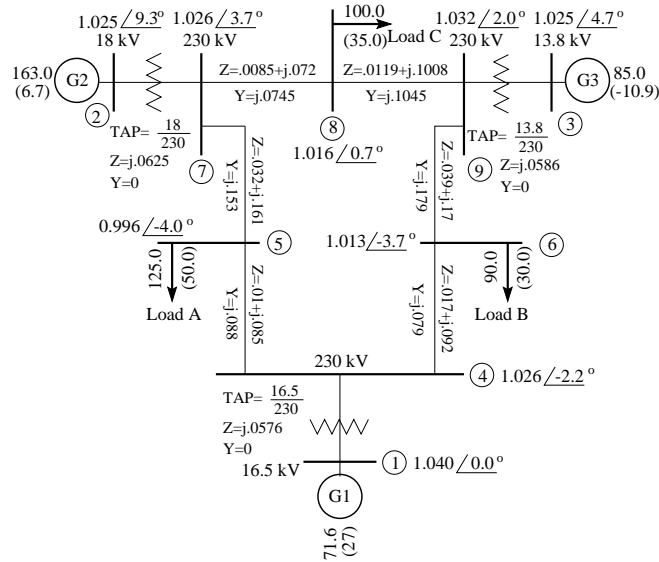 1.025 /9.3°
1.026 /3.7°
100.0
(35.0)
Load C
1.032 /2.0°
1.025 /4.7°
18 kV
230 kV
230 kV
13.8 kV
163.0
(6.7)
G2
Z=.0085+j.072
Y=j.0745
Z=.0119+j.1008
Y=j.1045
G3
85.0
(-10.9)
2
8
3
TAP= 18
230
Z=j.0625
Y=0
7
1.016 /0.7°
TAP= 13.8
230
Z=j.0586
Y=0
9
Z=.032+j.161
Y=j.153
Z=.039+j.17
Y=j.179
0.996 /-4.0°
5
1.013 /-3.7°
6
125.0
(50.0)
Load A
Z=.01+j.085
Y=j.088
Z=.017+j.092
Y=j.079
90.0
(30.0)
Load B
230 kV
4
1.026 /-2.2°
TAP= 16.5
230
Z=j.0576
Y=0
16.5 kV
1
1.040 /0.0°
G1
71.6
(27)